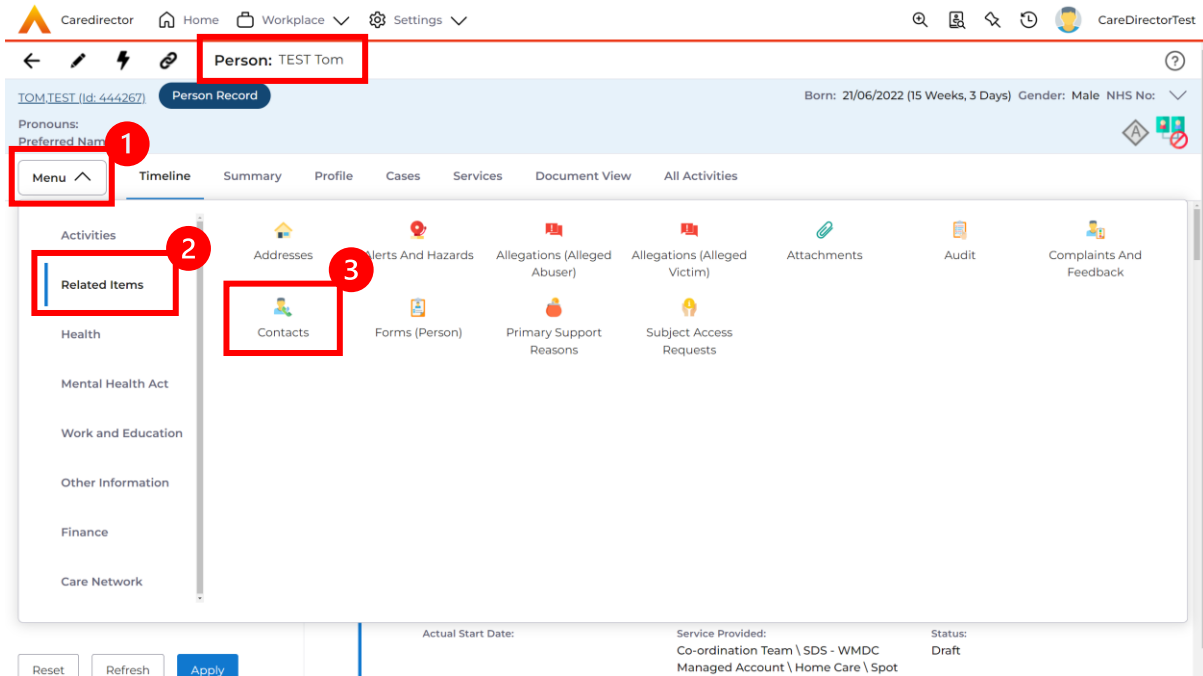 Caredirector Home Workplace Settings CareDirectorTest
Person: TEST Tom
TOM,TEST (Id: 444267) Person Record Born: 21/06/2022 (15 Weeks, 3 Days) Gender: Male NHS No:
Pronouns:
Preferred Nam
1
Menu Timeline Summary Profile Cases Services Document View All Activities
Activities
2
Related Items
Health
Mental Health Act
Work and Education
Other Information
Finance
Care Network
Addresses
3
Alerts And Hazards
Allegations (Alleged
Abuser)
Allegations (Alleged
Victim)
Attachments
Audit
Complaints And
Feedback
Contacts
Forms (Person)
Primary Support
Reasons
Subject Access
Requests
Actual Start Date:
Service Provided:
Co-ordination Team \ SDS - WMDC
Managed Account \ Home Care \ Spot
Status:
Draft
Reset Refresh Apply